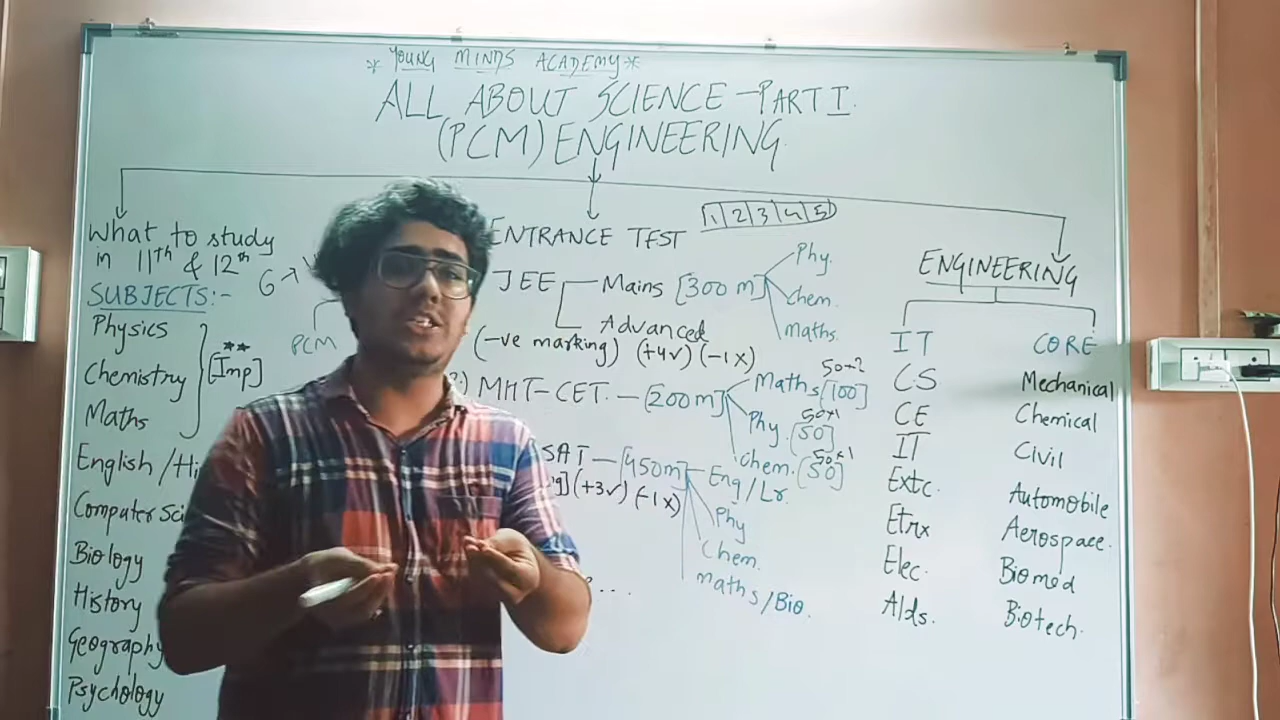 * YOUNG MINDS ACADEMY *
ALL ABOUT SCIENCE - PART I.
(PCM) ENGINEERING
What to study
in 11th & 12th
SUBJECTS:-
Physics
Chemistry
Maths
** [Imp]
English / Hi
Computer Sci
Biology
History
Geography
Psychology
G
PCM
ENTRANCE TEST
1 2 3 4 5
JEE
Mains [300 m]
Phy.
Chem.
Maths.
Advanced
(-ve marking) (+4✓) (-1 x)
2) MHT-CET. - [200m]
50×2
Maths [100]
50×1
Phy. [50]
50×1
Chem. [50]
SAT - [450m]
g] (+3✓) (-1 x)
Eng / Lr.
Phy
Chem.
maths / Bio.
....
ENGINEERING
IT
CS
CE
IT
Extc.
Etrx
Elec.
AIds.
CORE
Mechanical
Chemical
Civil
Automobile
Aerospace.
Biomed
Biotech.